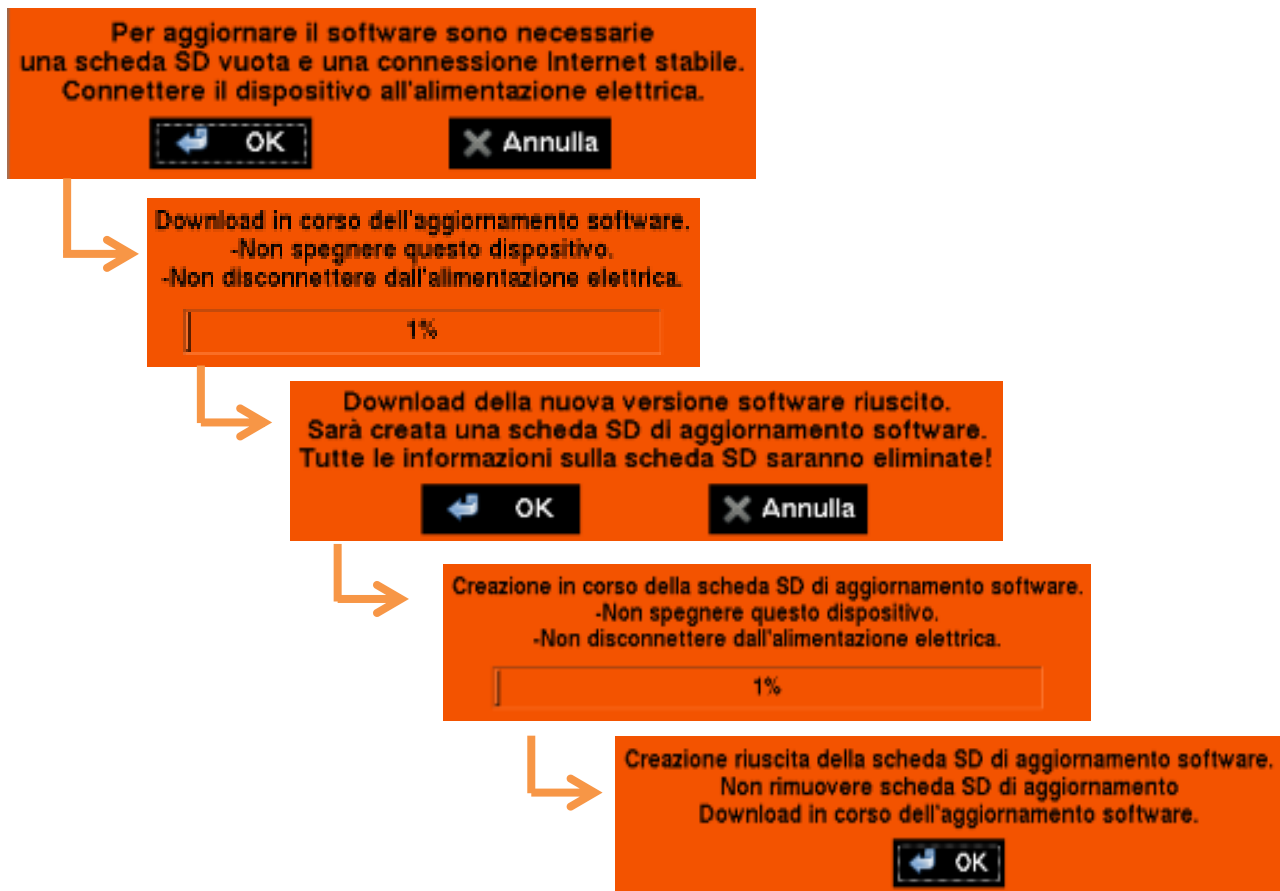 Per aggiornare il software sono necessarie
una scheda SD vuota e una connessione Internet stabile.
Connettere il dispositivo all'alimentazione elettrica.
OK
Annulla
Download in corso dell'aggiornamento software.
-Non spegnere questo dispositivo.
-Non disconnettere dall'alimentazione elettrica.
1%
Download della nuova versione software riuscito.
Sarà creata una scheda SD di aggiornamento software.
Tutte le informazioni sulla scheda SD saranno eliminate!
OK
Annulla
Creazione in corso della scheda SD di aggiornamento software.
-Non spegnere questo dispositivo.
-Non disconnettere dall'alimentazione elettrica.
1%
Creazione riuscita della scheda SD di aggiornamento software.
Non rimuovere scheda SD di aggiornamento
Download in corso dell'aggiornamento software.
OK